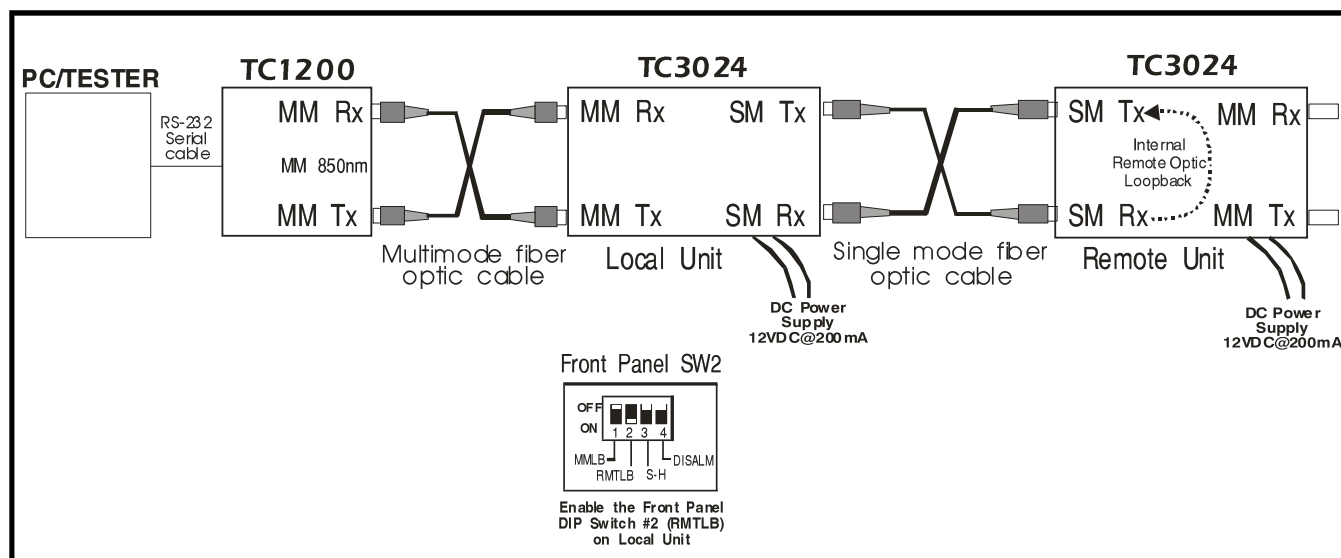 PC/TESTER
RS-232
Serial
cable
TC1200
MM Rx
MM 850nm
MM Tx
Multimode fiber
optic cable
TC3024
MM Rx
SM Tx
MM Tx
SM Rx
Local Unit
DC Power
Supply
12VDC@200mA
Single mode fiber
optic cable
TC3024
SM Tx
MM Rx
Internal
Remote Optic
Loopback
SM Rx
MM Tx
Remote Unit
DC Power
Supply
12VDC@200mA
Front Panel SW2
OFF
ON
1 2 3 4
MMLB
DISALM
RMTLB
S-H
Enable the Front Panel
DIP Switch #2 (RMTLB)
on Local Unit